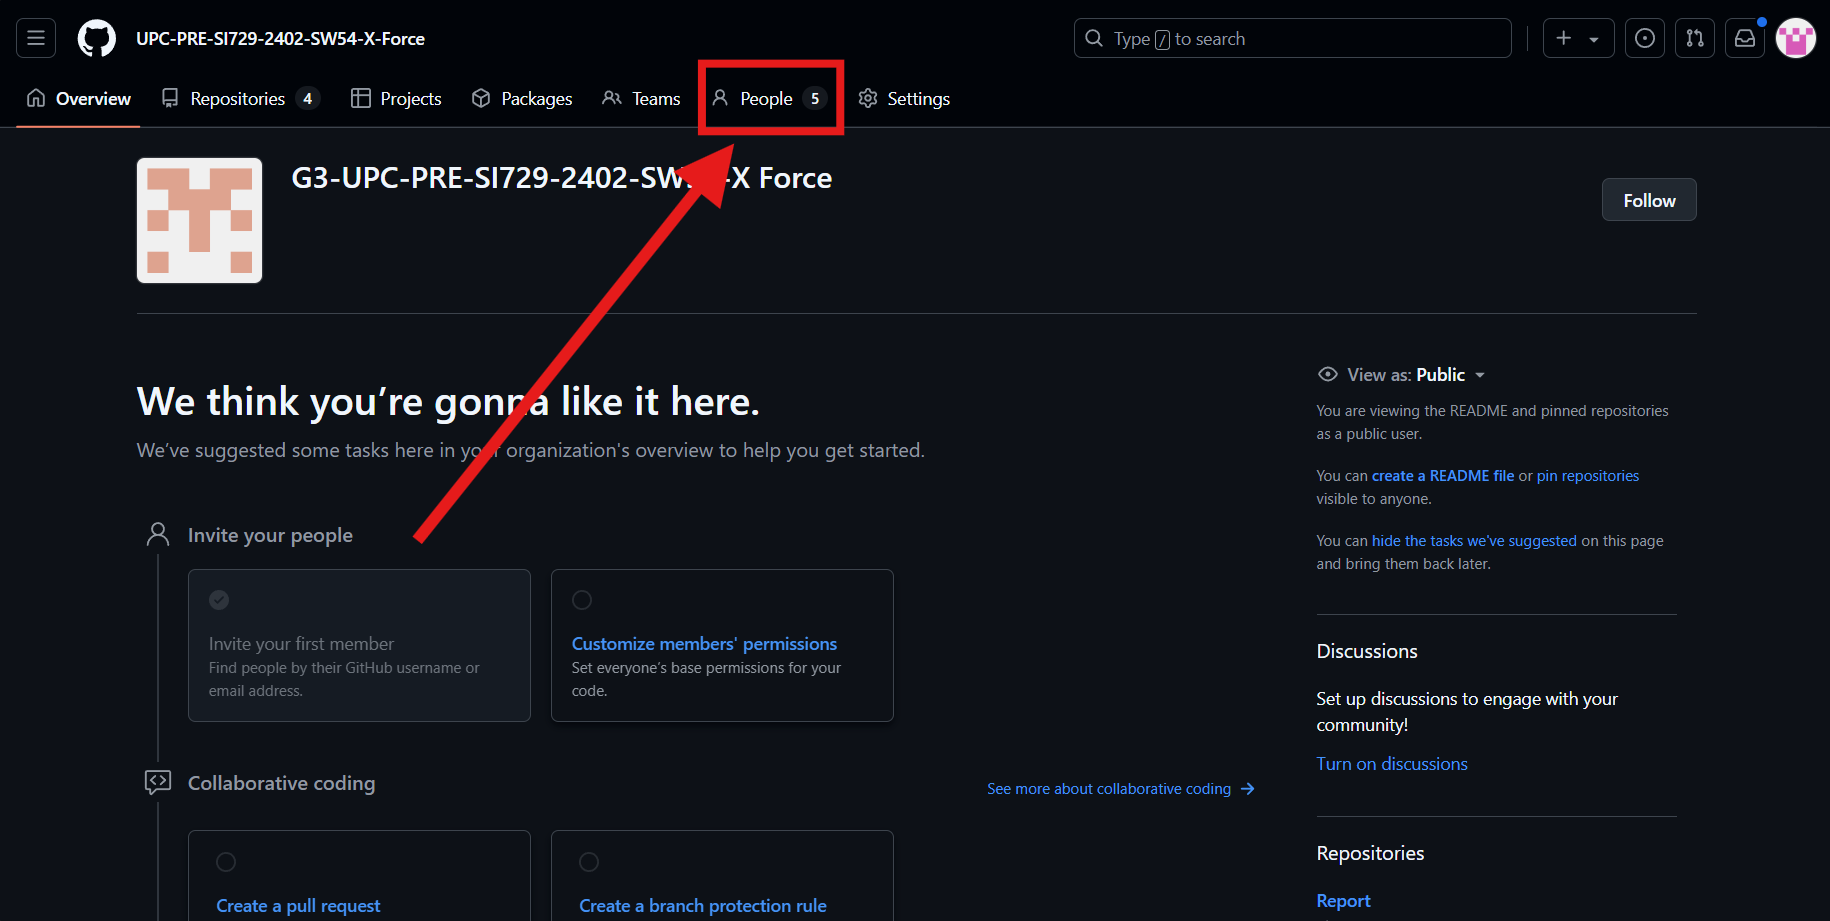 UPC-PRE-SI729-2402-SW54-X-Force
Type / to search
Overview
Repositories 4
Projects
Packages
Teams
People 5
Settings
G3-UPC-PRE-SI729-2402-SW X Force
Follow
We think you're gonna like it here.
We've suggested some tasks here in your organization's overview to help you get started.
Invite your people
Invite your first member
Find people by their GitHub username or
email address.
Customize members' permissions
Set everyone's base permissions for your
code.
Collaborative coding
See more about collaborative coding →
Create a pull request
Create a branch protection rule
View as: Public
You are viewing the README and pinned repositories
as a public user.
You can create a README file or pin repositories
visible to anyone.
You can hide the tasks we've suggested on this page
and bring them back later.
Discussions
Set up discussions to engage with your
community!
Turn on discussions
Repositories
Report